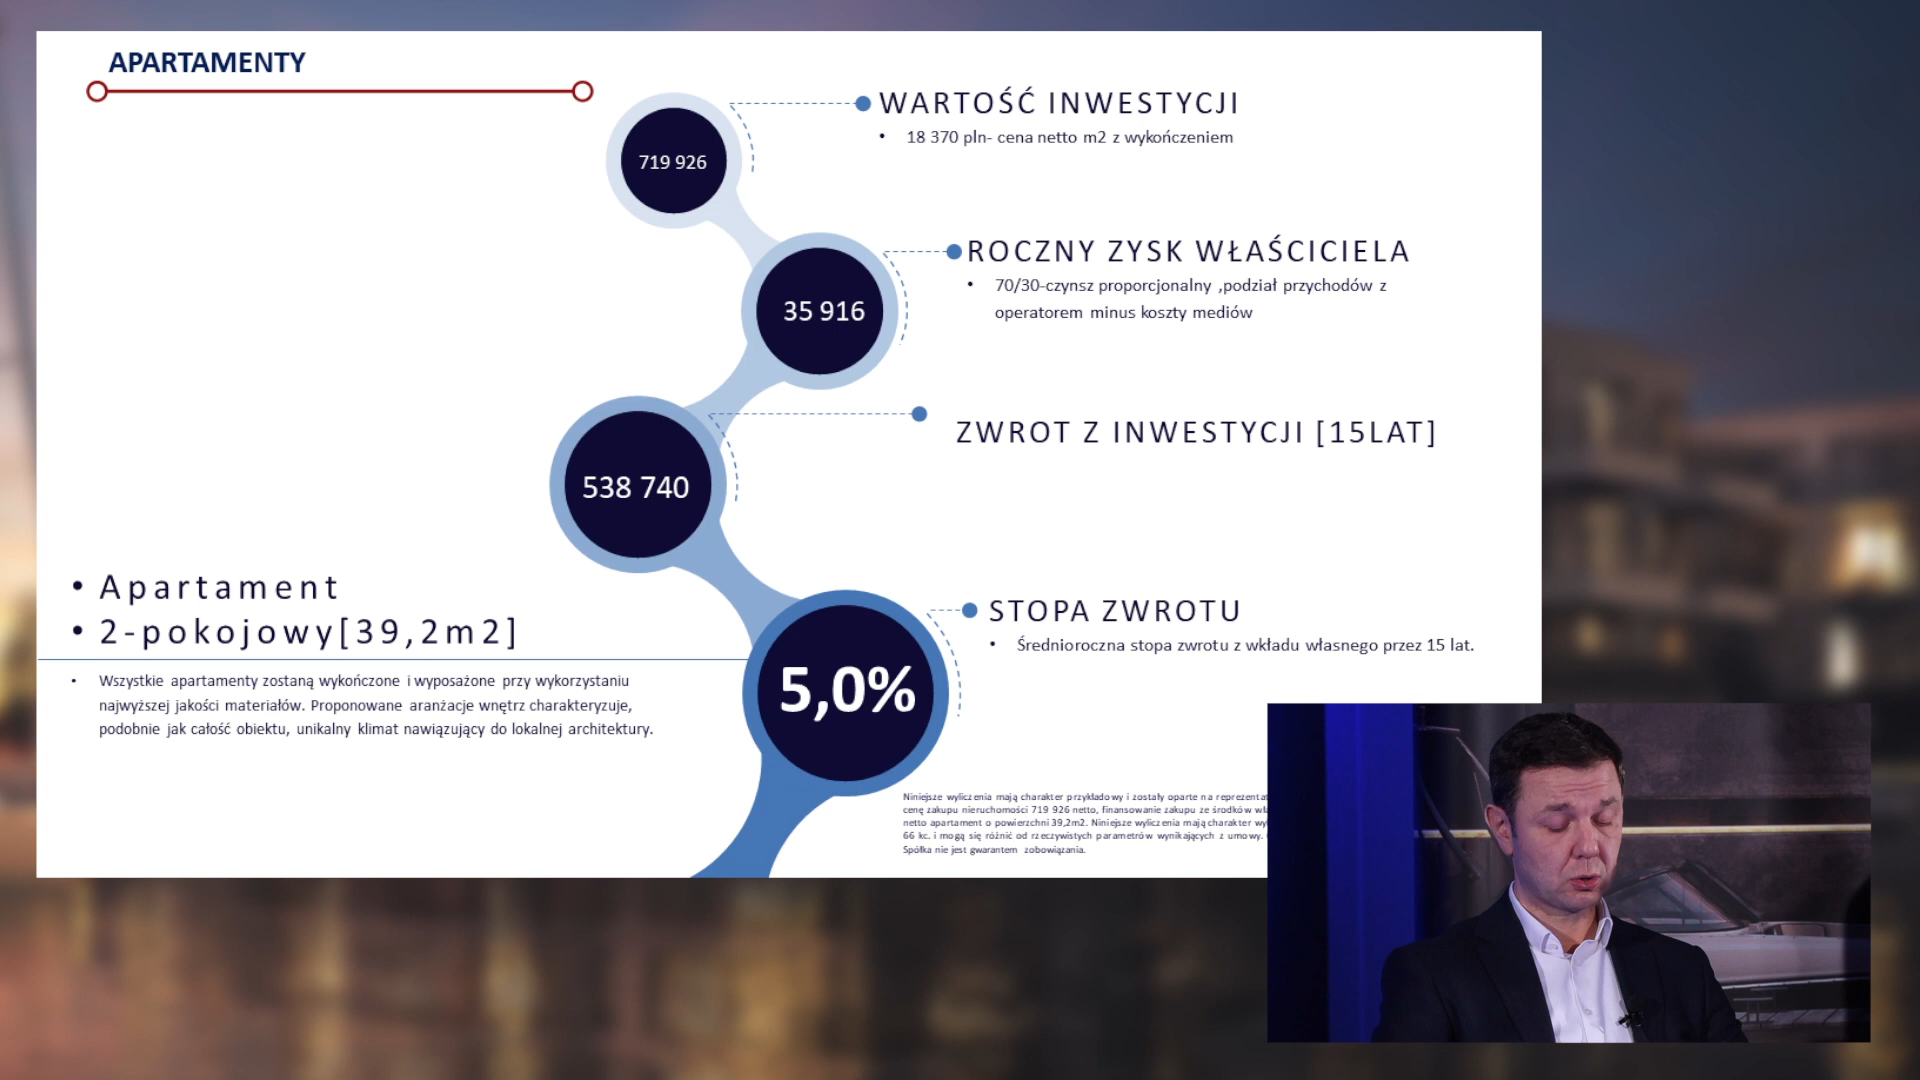 APARTAMENTY
719 926
WARTOŚĆ INWESTYCJI
• 18 370 pln- cena netto m2 z wykończeniem
35 916
ROCZNY ZYSK WŁAŚCICIELA
• 70/30-czynsz proporcjonalny ,podział przychodów z
operatorem minus koszty mediów
538 740
ZWROT Z INWESTYCJI [15LAT]
• Apartament
• 2-pokojowy[39,2m2]
• Wszystkie apartamenty zostaną wykończone i wyposażone przy wykorzystaniu
najwyższej jakości materiałów. Proponowane aranżacje wnętrz charakteryzuje,
podobnie jak całość obiektu, unikalny klimat nawiązujący do lokalnej architektury.
5,0%
STOPA ZWROTU
• Średnioroczna stopa zwrotu z wkładu własnego przez 15 lat.
Niniejsze wyliczenia mają charakter przykładowy i zostały oparte na
cenę zakupu nieruchomości 719 926 netto, finansowanie zakupu ze środków
netto apartament o powierzchni 39,2m2. Niniejsze wyliczenia mają charakter
66 kc. i mogą się różnić od rzeczywistych parametrów wynikających z umowy.
Spółka nie jest gwarantem zobowiązania.